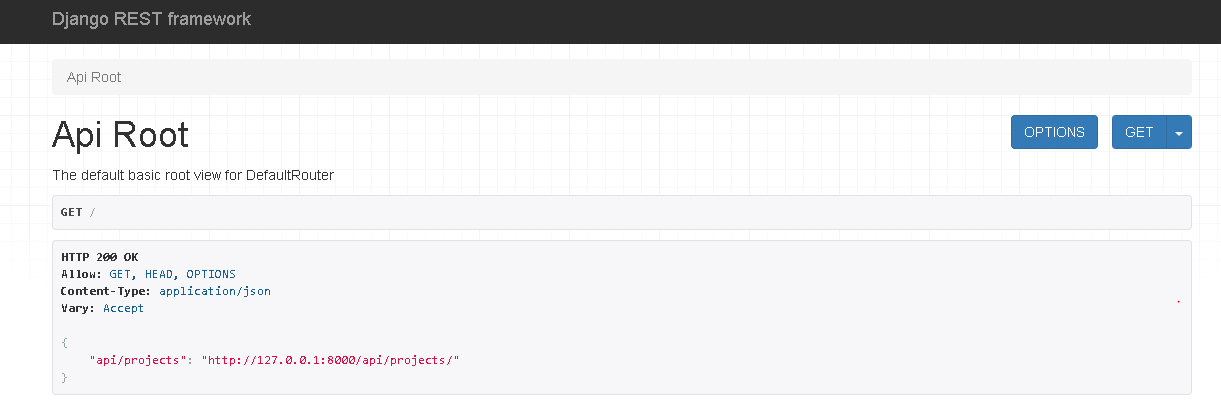 Django REST framework
Api Root
Api Root
OPTIONS
GET
The default basic root view for DefaultRouter
GET /
HTTP 200 OK
Allow: GET, HEAD, OPTIONS
Content-Type: application/json
Vary: Accept
{
    "api/projects": "http://127.0.0.1:8000/api/projects/"
}